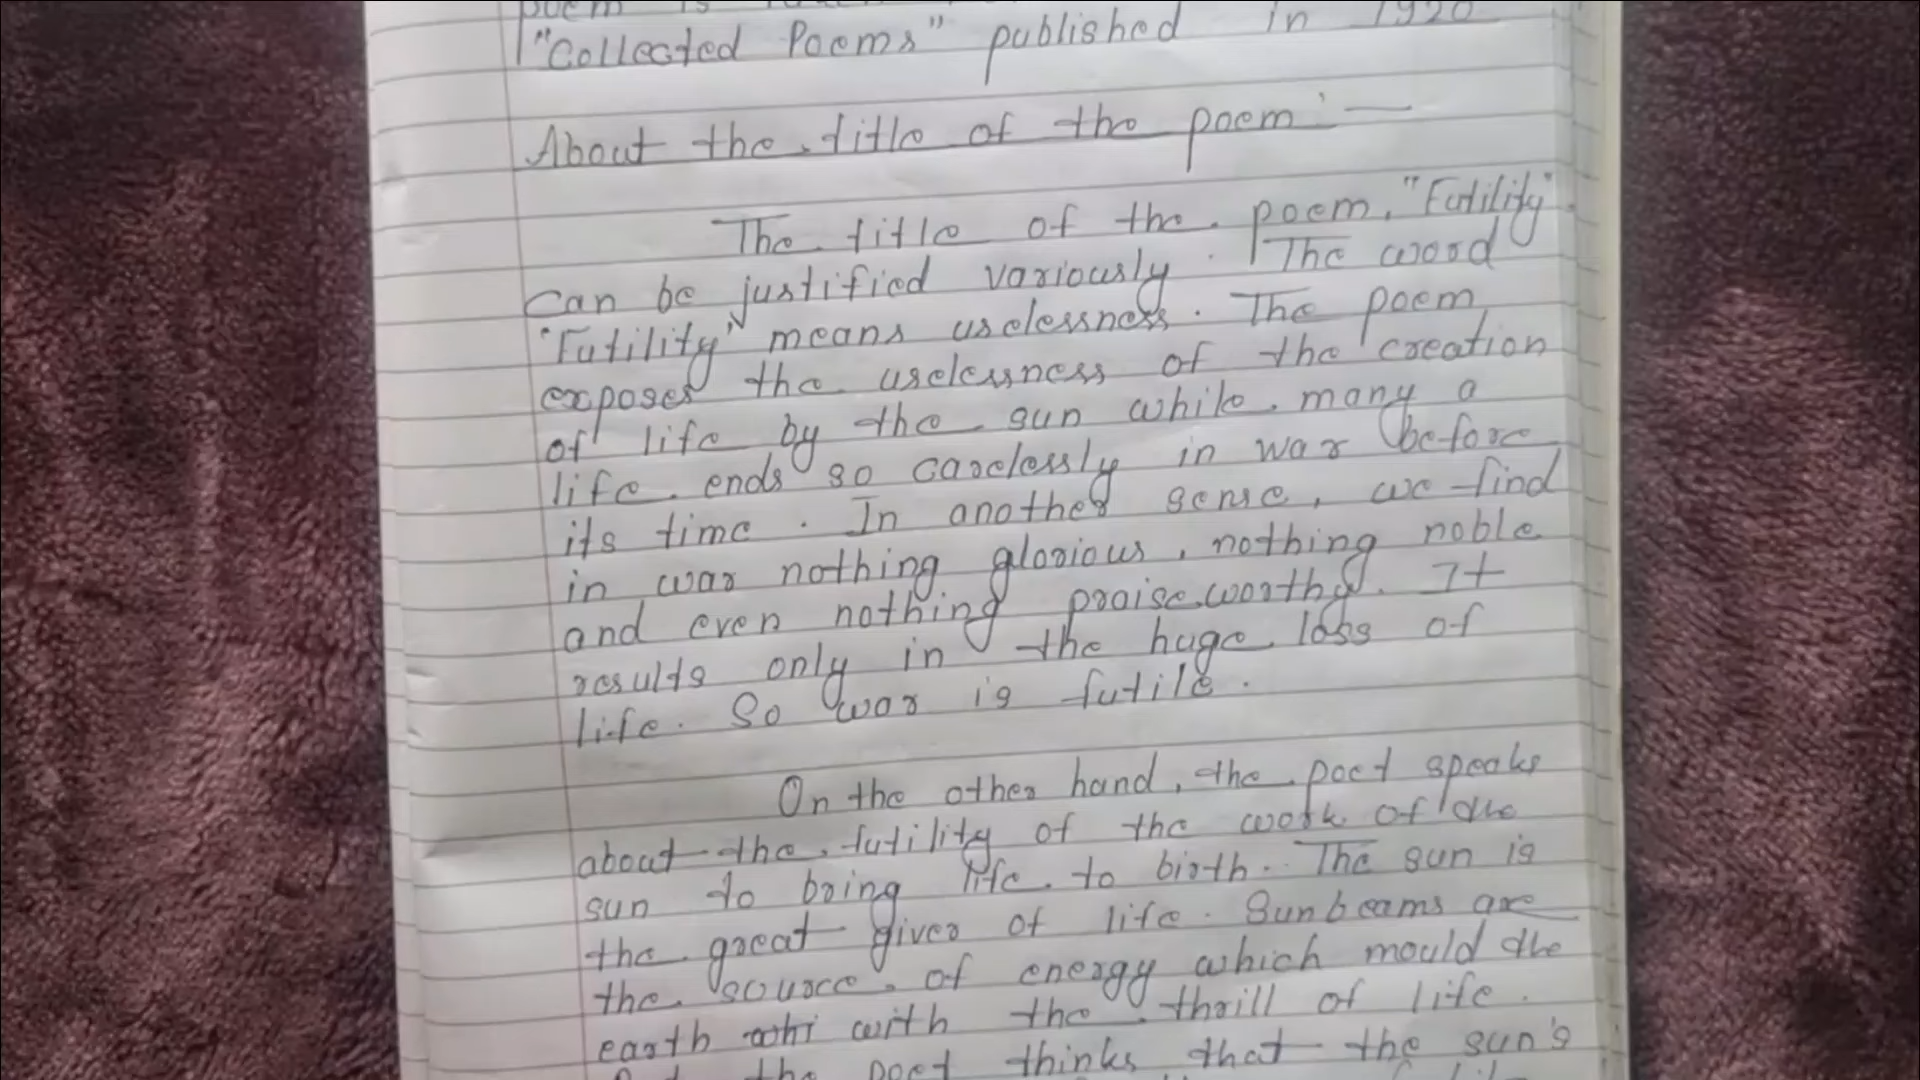 poem is
"Collected Poems" published in 1920
About the title of the poem :—
The title of the poem, "Futility"
can be justified variously. The word
"Futility" means uselessness. The poem
exposes the uselessness of the creation
of life by the sun while many a
life ends so carelessly in war before
its time. In another sense, we find
in war nothing glorious, nothing noble
and even nothing praiseworthy. It
results only in the huge loss of
life. So war is futile.
On the other hand, the poet speaks
about the futility of the work of the
sun to bring life to birth. The sun is
the great giver of life. Sunbeams are
the source of energy which mould the
earth whi with the thrill of life.
the poet thinks that the sun's